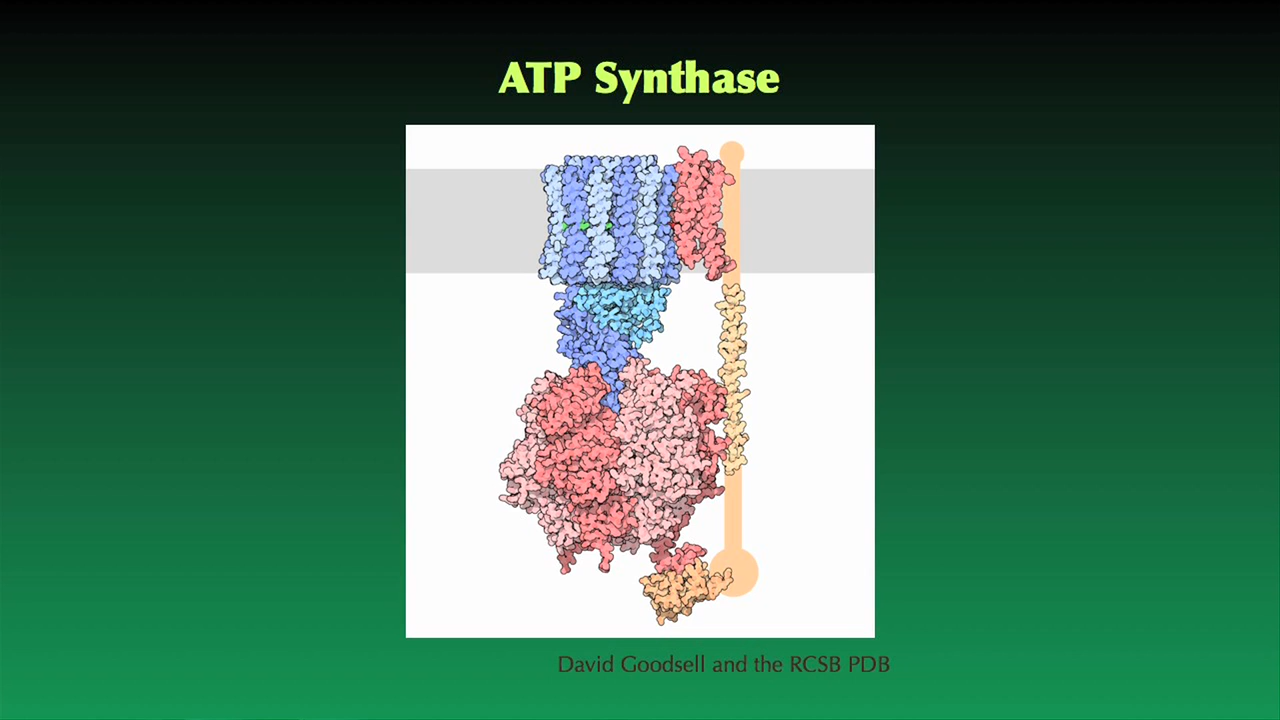 ATP Synthase
David Goodsell and the RCSB PDB